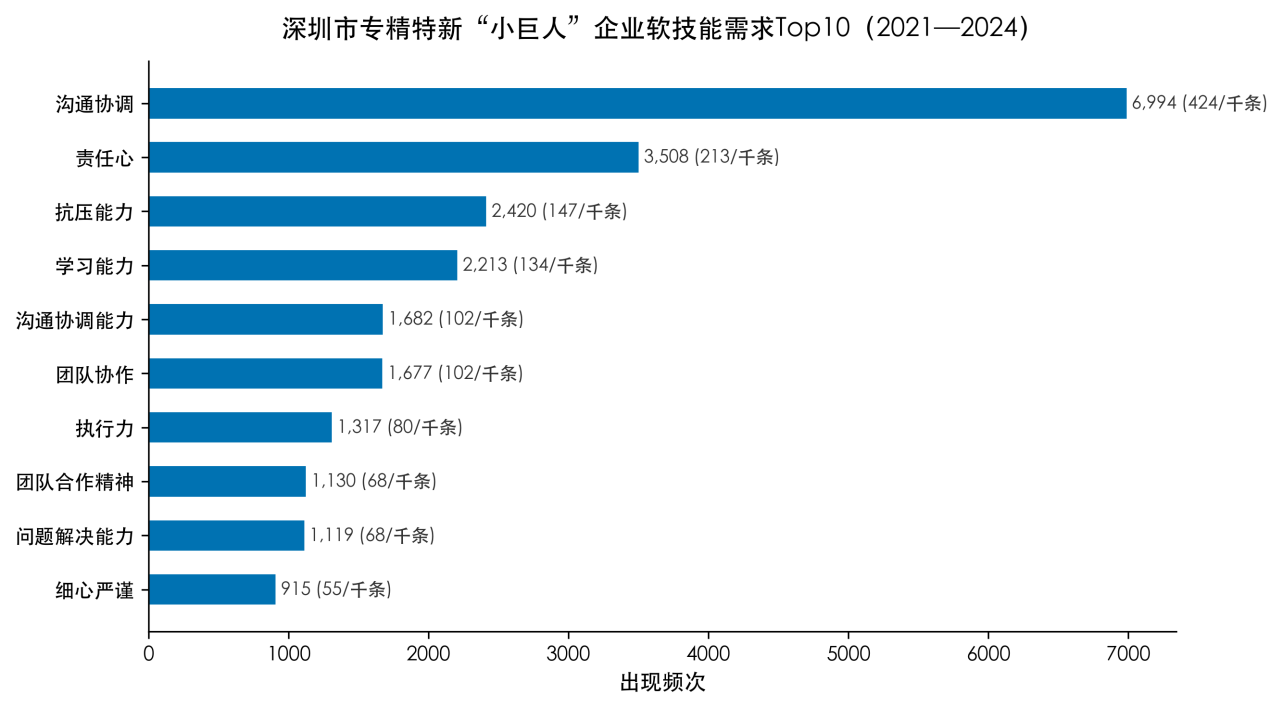 深圳市专精特新“小巨人”企业软技能需求Top10（2021—2024）
沟通协调 6,994 (424/千条)
责任心 3,508 (213/千条)
抗压能力 2,420 (147/千条)
学习能力 2,213 (134/千条)
沟通协调能力 1,682 (102/千条)
团队协作 1,677 (102/千条)
执行力 1,317 (80/千条)
团队合作精神 1,130 (68/千条)
问题解决能力 1,119 (68/千条)
细心严谨 915 (55/千条)
0 1000 2000 3000 4000 5000 6000 7000
出现频次